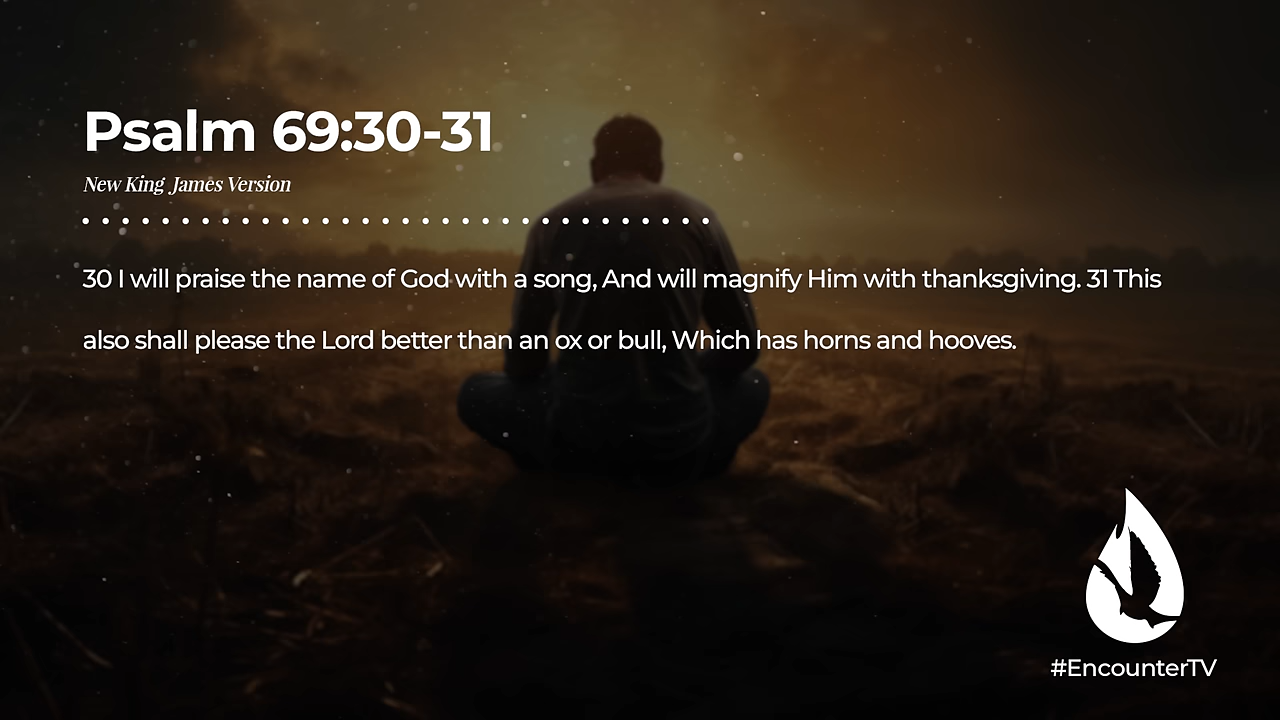 Psalm 69:30-31
New King James Version
30 I will praise the name of God with a song, And will magnify Him with thanksgiving. 31 This
also shall please the Lord better than an ox or bull, Which has horns and hooves.
#EncounterTV